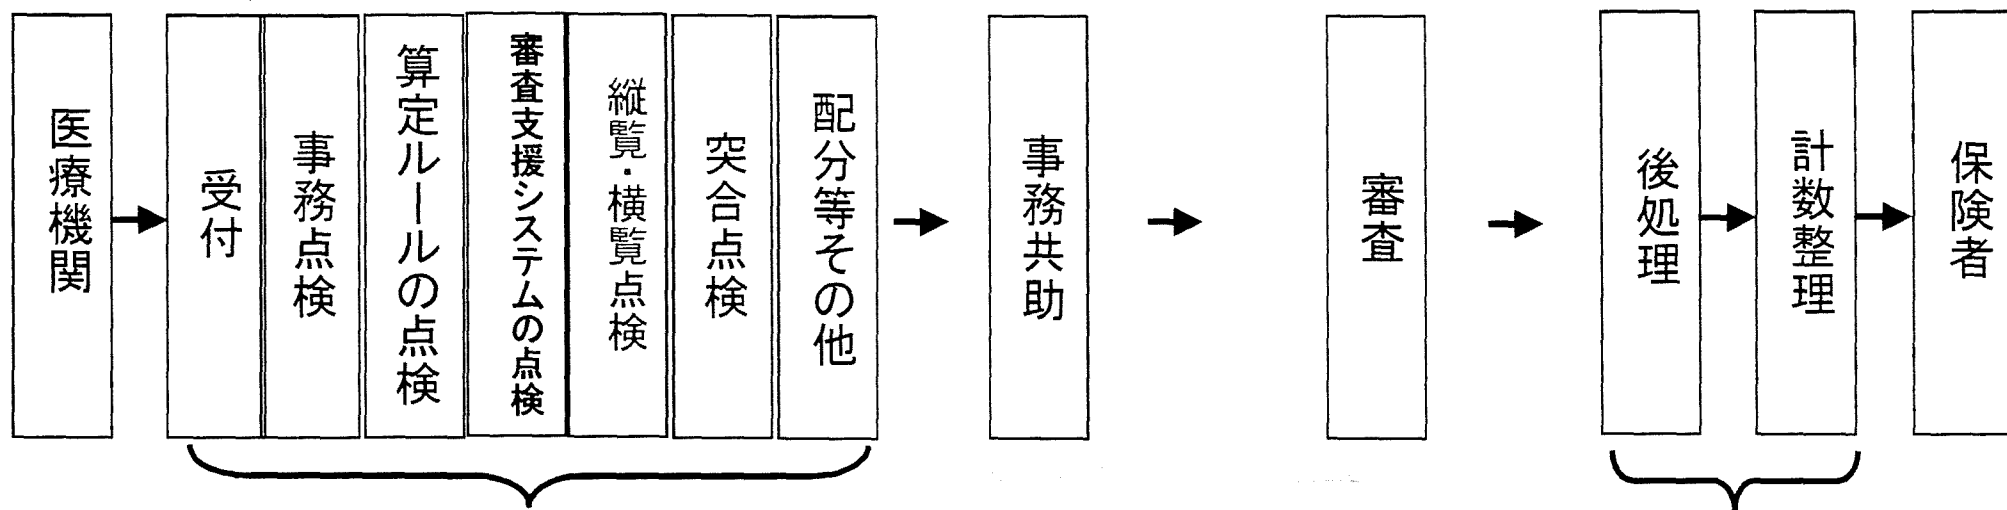 医療機関
受付
事務点検
算定ルールの点検
審査支援システムの点検
縦覧・横覧点検
突合点検
配分等その他
事務共助
審査
後処理
計数整理
保険者